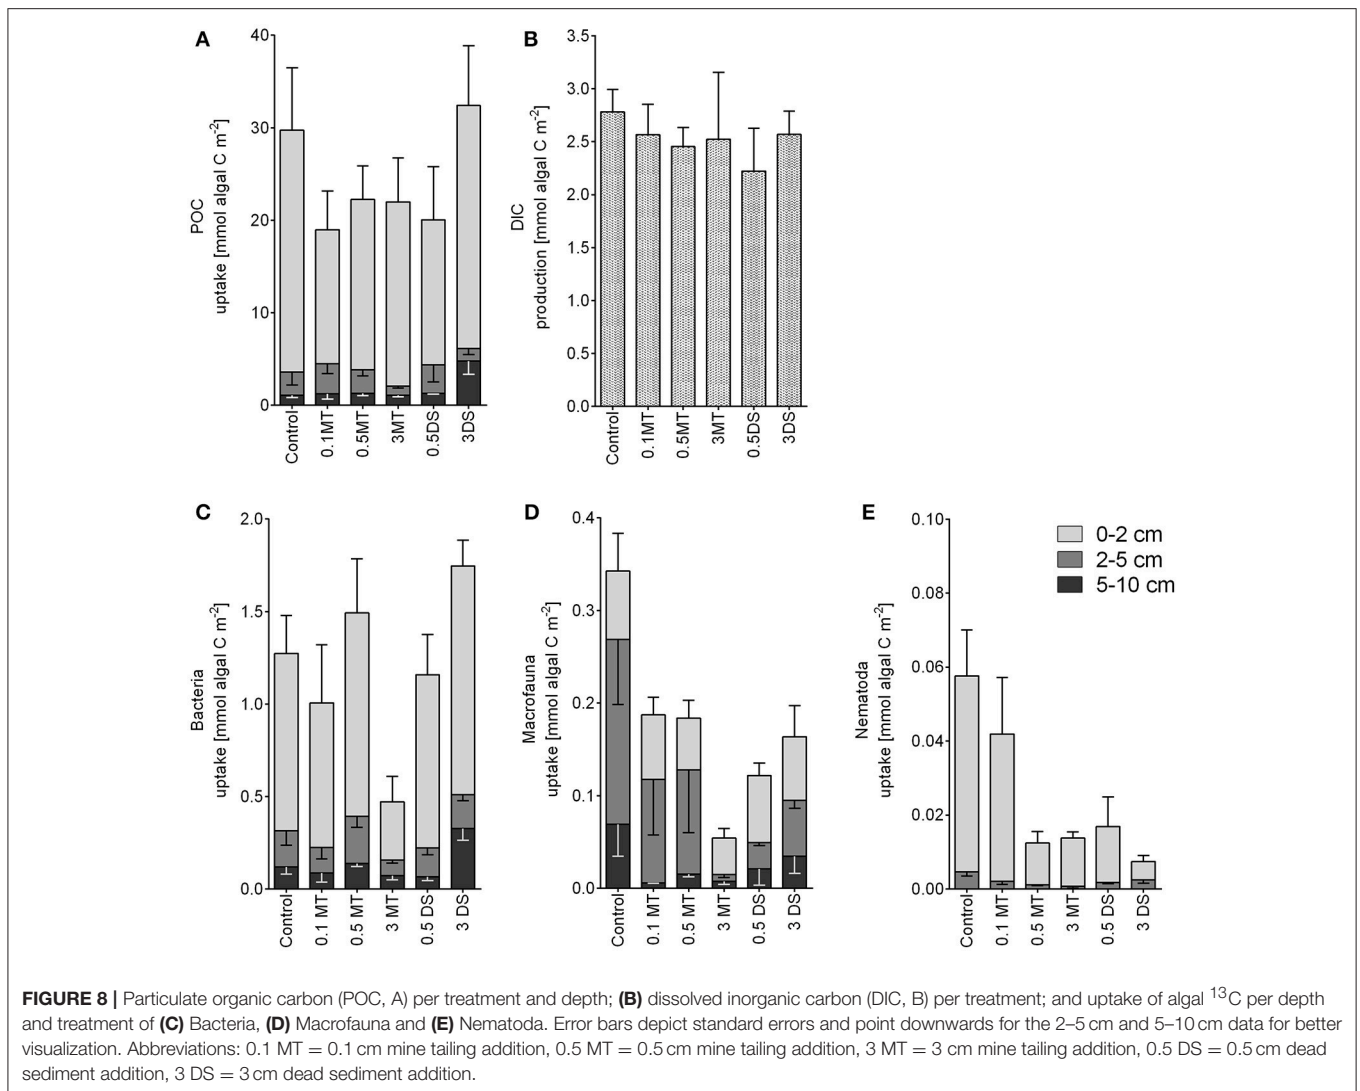 A
POC
uptake [mmol algal C m-2]
40
30
20
10
0
Control
0.1MT
0.5MT
3MT
0.5DS
3DS
B
DIC
production [mmol algal C m-2]
3.5
3.0
2.5
2.0
1.5
1.0
0.5
0.0
Control
0.1MT
0.5MT
3MT
0.5DS
3DS
C
Bacteria
uptake [mmol algal C m-2]
2.0
1.5
1.0
0.5
0.0
Control
0.1 MT
0.5 MT
3 MT
0.5 DS
3 DS
D
Macrofauna
uptake [mmol algal C m-2]
0.4
0.3
0.2
0.1
0.0
Control
0.1 MT
0.5 MT
3 MT
0.5 DS
3 DS
E
Nematoda
uptake [mmol algal C m-2]
0.10
0.08
0.06
0.04
0.02
0.00
Control
0.1 MT
0.5 MT
3 MT
0.5 DS
3 DS
0-2 cm
2-5 cm
5-10 cm
FIGURE 8 | Particulate organic carbon (POC, A) per treatment and depth; (B) dissolved inorganic carbon (DIC, B) per treatment; and uptake of algal 13C per depth
and treatment of (C) Bacteria, (D) Macrofauna and (E) Nematoda. Error bars depict standard errors and point downwards for the 2–5 cm and 5–10 cm data for better
visualization. Abbreviations: 0.1 MT = 0.1 cm mine tailing addition, 0.5 MT = 0.5 cm mine tailing addition, 3 MT = 3 cm mine tailing addition, 0.5 DS = 0.5 cm dead
sediment addition, 3 DS = 3 cm dead sediment addition.